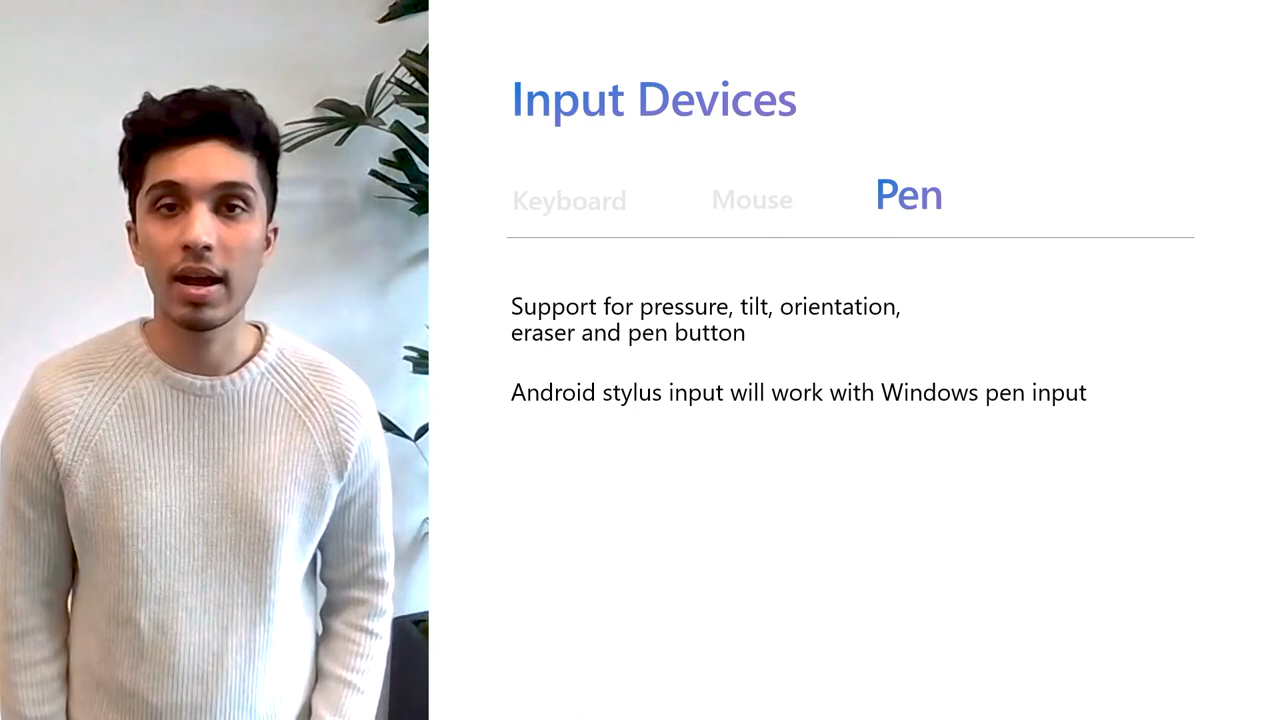 Input Devices
Keyboard Mouse Pen
Support for pressure, tilt, orientation,
eraser and pen button
Android stylus input will work with Windows pen input